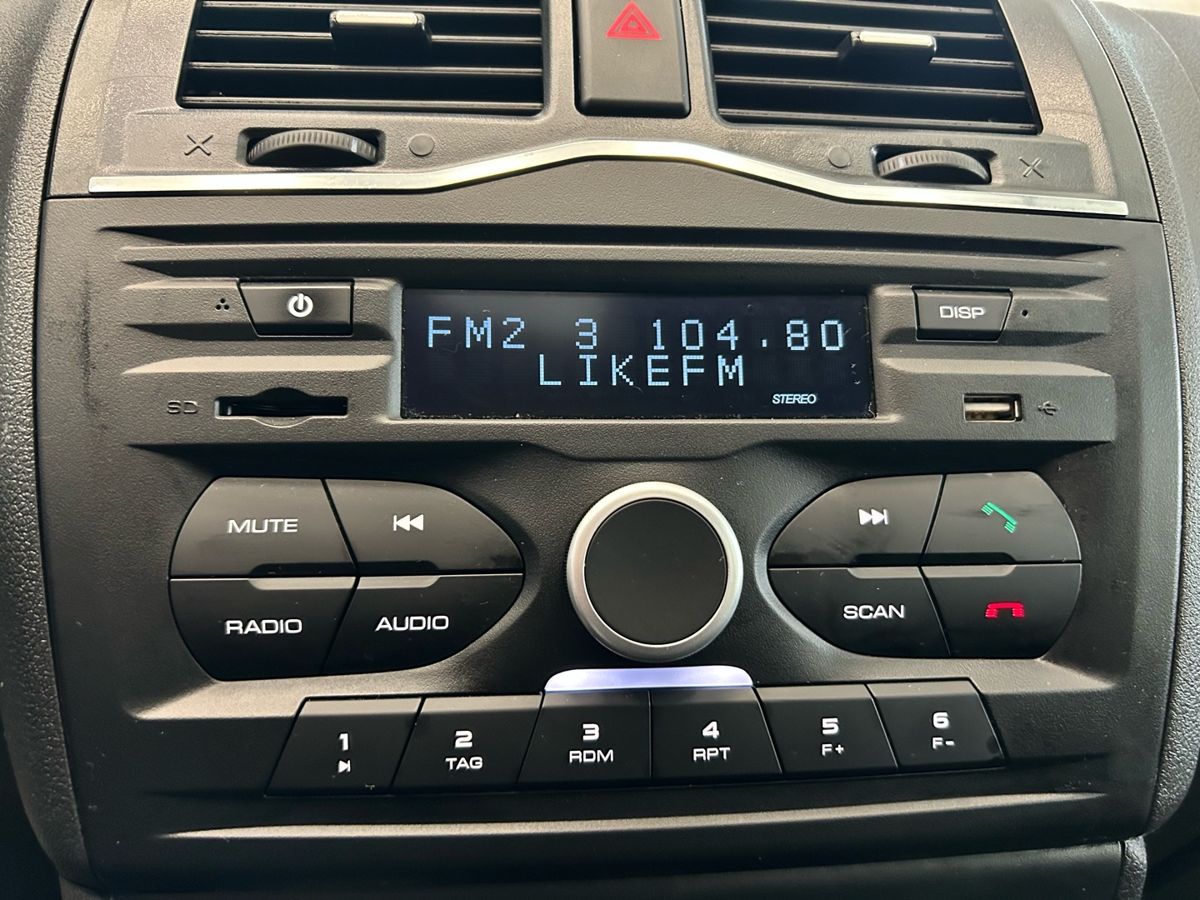 DISP
FM2 3 104.80
LIKEFM
STEREO
SD
MUTE
RADIO
AUDIO
SCAN
1
2
TAG
3
RDM
4
RPT
5
F+
6
F-